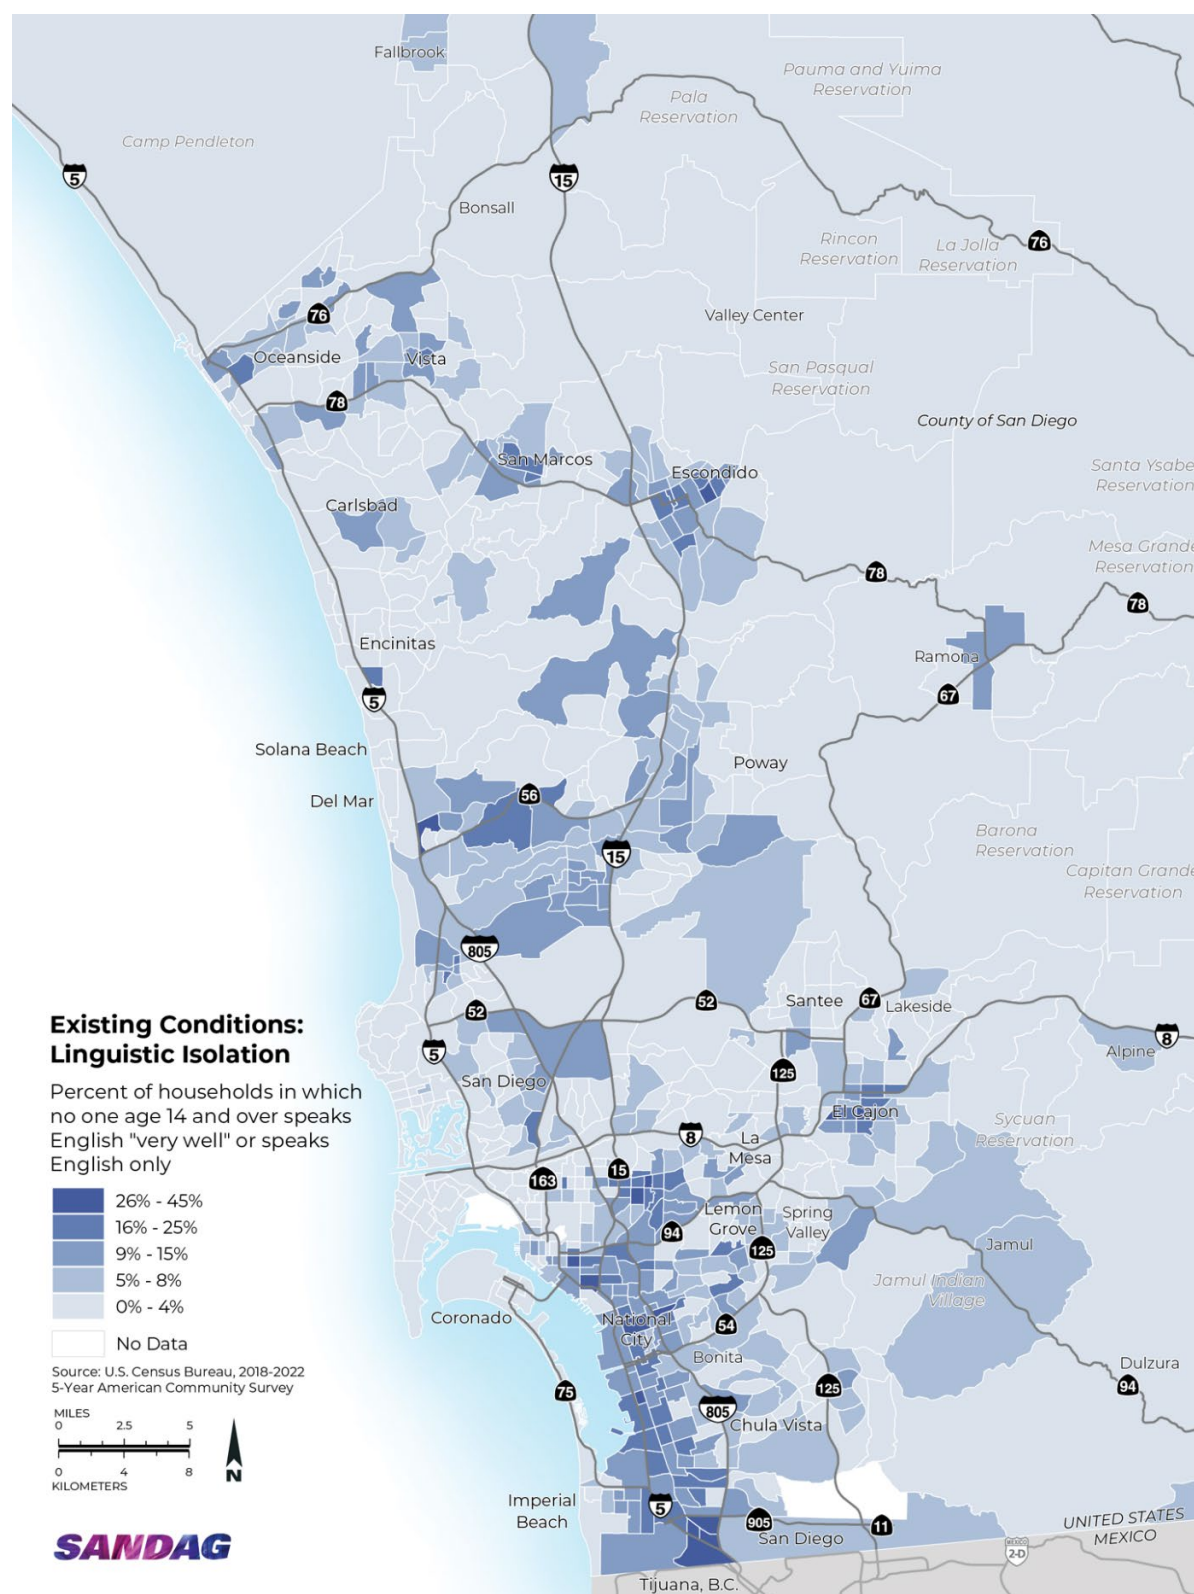 Fallbrook
Pauma and Yuima
Reservation
Pala
Reservation
Camp Pendleton
5
15
Bonsall
Rincon
Reservation
La Jolla
Reservation
76
76
Valley Center
Oceanside
Vista
San Pasqual
Reservation
78
County of San Diego
San Marcos
Escondido
Santa Ysabe
Reservation
Carlsbad
Mesa Grande
Reservation
78
78
Encinitas
Ramona
67
5
Solana Beach
Poway
Del Mar
56
Barona
Reservation
15
Capitan Grande
Reservation
805
52
52
Santee
67
Lakeside
Existing Conditions:
Linguistic Isolation
Percent of households in which
no one age 14 and over speaks
English "very well" or speaks
English only
26% - 45%
16% - 25%
9% - 15%
5% - 8%
0% - 4%
No Data
Source: U.S. Census Bureau, 2018-2022
5-Year American Community Survey
MILES
0 2.5 5
0 4 8
KILOMETERS
N
SANDAG
5
San Diego
125
Alpine
8
El Cajon
Sycuan
Reservation
8
La
Mesa
163
15
94
Lemon
Grove
Spring
Valley
125
Jamul
Jamul Indian
Village
Coronado
National
City
54
Bonita
Dulzura
75
805
125
94
Chula Vista
Imperial
Beach
5
905
San Diego
11
UNITED STATES
MEXICO
MEXICO
2-D
Tijuana, B.C.